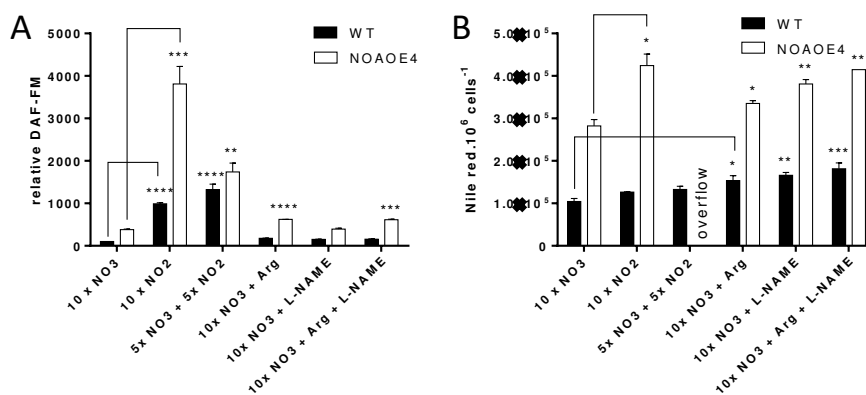 A
5000
4000
3000
2000
1000
0
relative DAF-FM
WT
NOAOE4
***
****
****
**
****
***
10 x NO3
10 x NO2
5x NO3 + 5x NO2
10x NO3 + Arg
10x NO3 + L-NAME
10x NO3 + Arg + L-NAME
B
0
Nile red.10⁶ cells⁻¹
WT
NOAOE4
*
*
*
**
**
***
**
overflow
10 x NO3
10 x NO2
5x NO3 + 5x NO2
10x NO3 + Arg
10x NO3 + L-NAME
10x NO3 + Arg + L-NAME